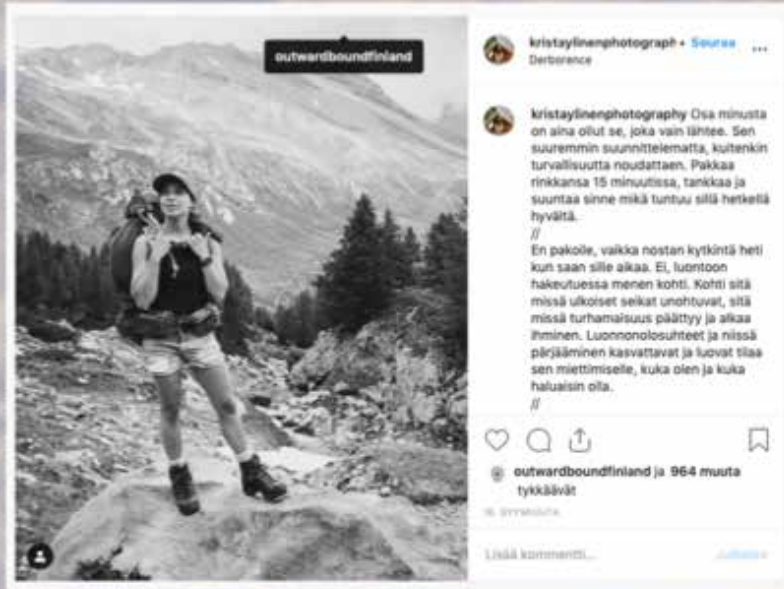 outwardboundfinland
kristaylinenphotograph • Seuraa
Derborence
kristaylinenphotography Osa minusta
on aina ollut se, joka vain lähtee. Sen
suuremmin suunnittelematta, kuitenkin
turvallisuutta noudattaen. Pakkaa
rinkkansa 15 minuutissa, tankkaa ja
suuntaa sinne mikä tuntuu sillä hetkellä
hyvältä.
//
En pakoile, vaikka nostan kytkintä heti
kun saan sille aikaa. Ei, luontoon
hakeutuessa menen kohti. Kohti sitä
missä ulkoiset seikat unohtuvat, sitä
missä turhamaisuus päättyy ja alkaa
ihminen. Luonnonolosuhteet ja niissä
pärjääminen kasvattavat ja luovat tilaa
sen miettimiselle, kuka olen ja kuka
haluaisin olla.
//
outwardboundfinland ja 964 muuta
tykkäävät
Lisää kommentti...